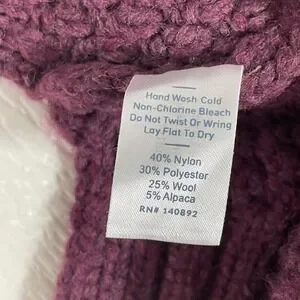 Hand Wash Cold
Non-Chlorine Bleach
Do Not Twist Or Wring
Lay Flat To Dry
40% Nylon
30% Polyester
25% Wool
5% Alpaca
RN# 140892